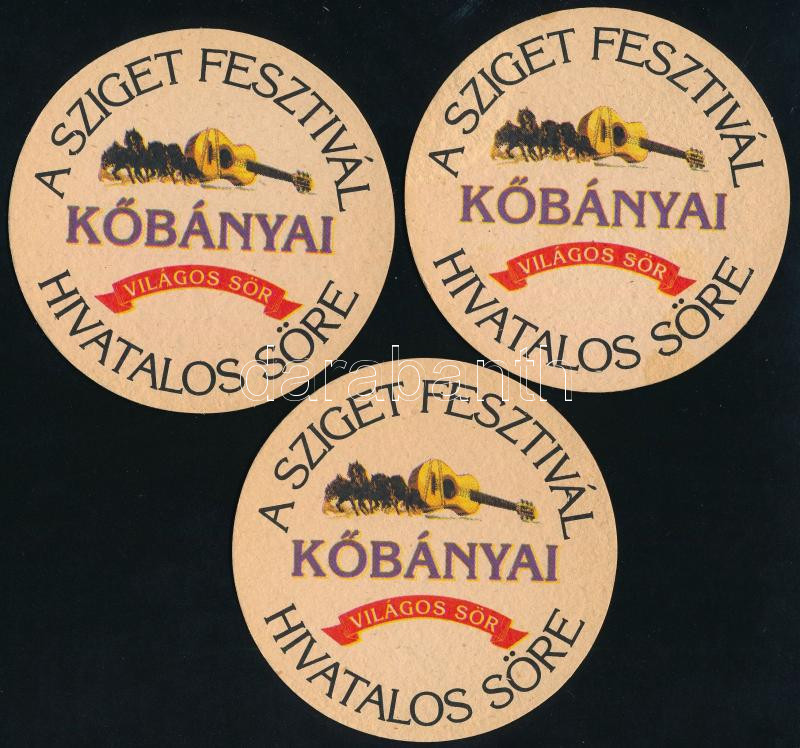 A SZIGET FESZTIVÁL
KŐBÁNYAI
VILÁGOS SÖR
HIVATALOS SÖRE
A SZIGET FESZTIVÁL
KŐBÁNYAI
VILÁGOS SÖR
HIVATALOS SÖRE
darabanth
A SZIGET FESZTIVÁL
KŐBÁNYAI
VILÁGOS SÖR
HIVATALOS SÖRE